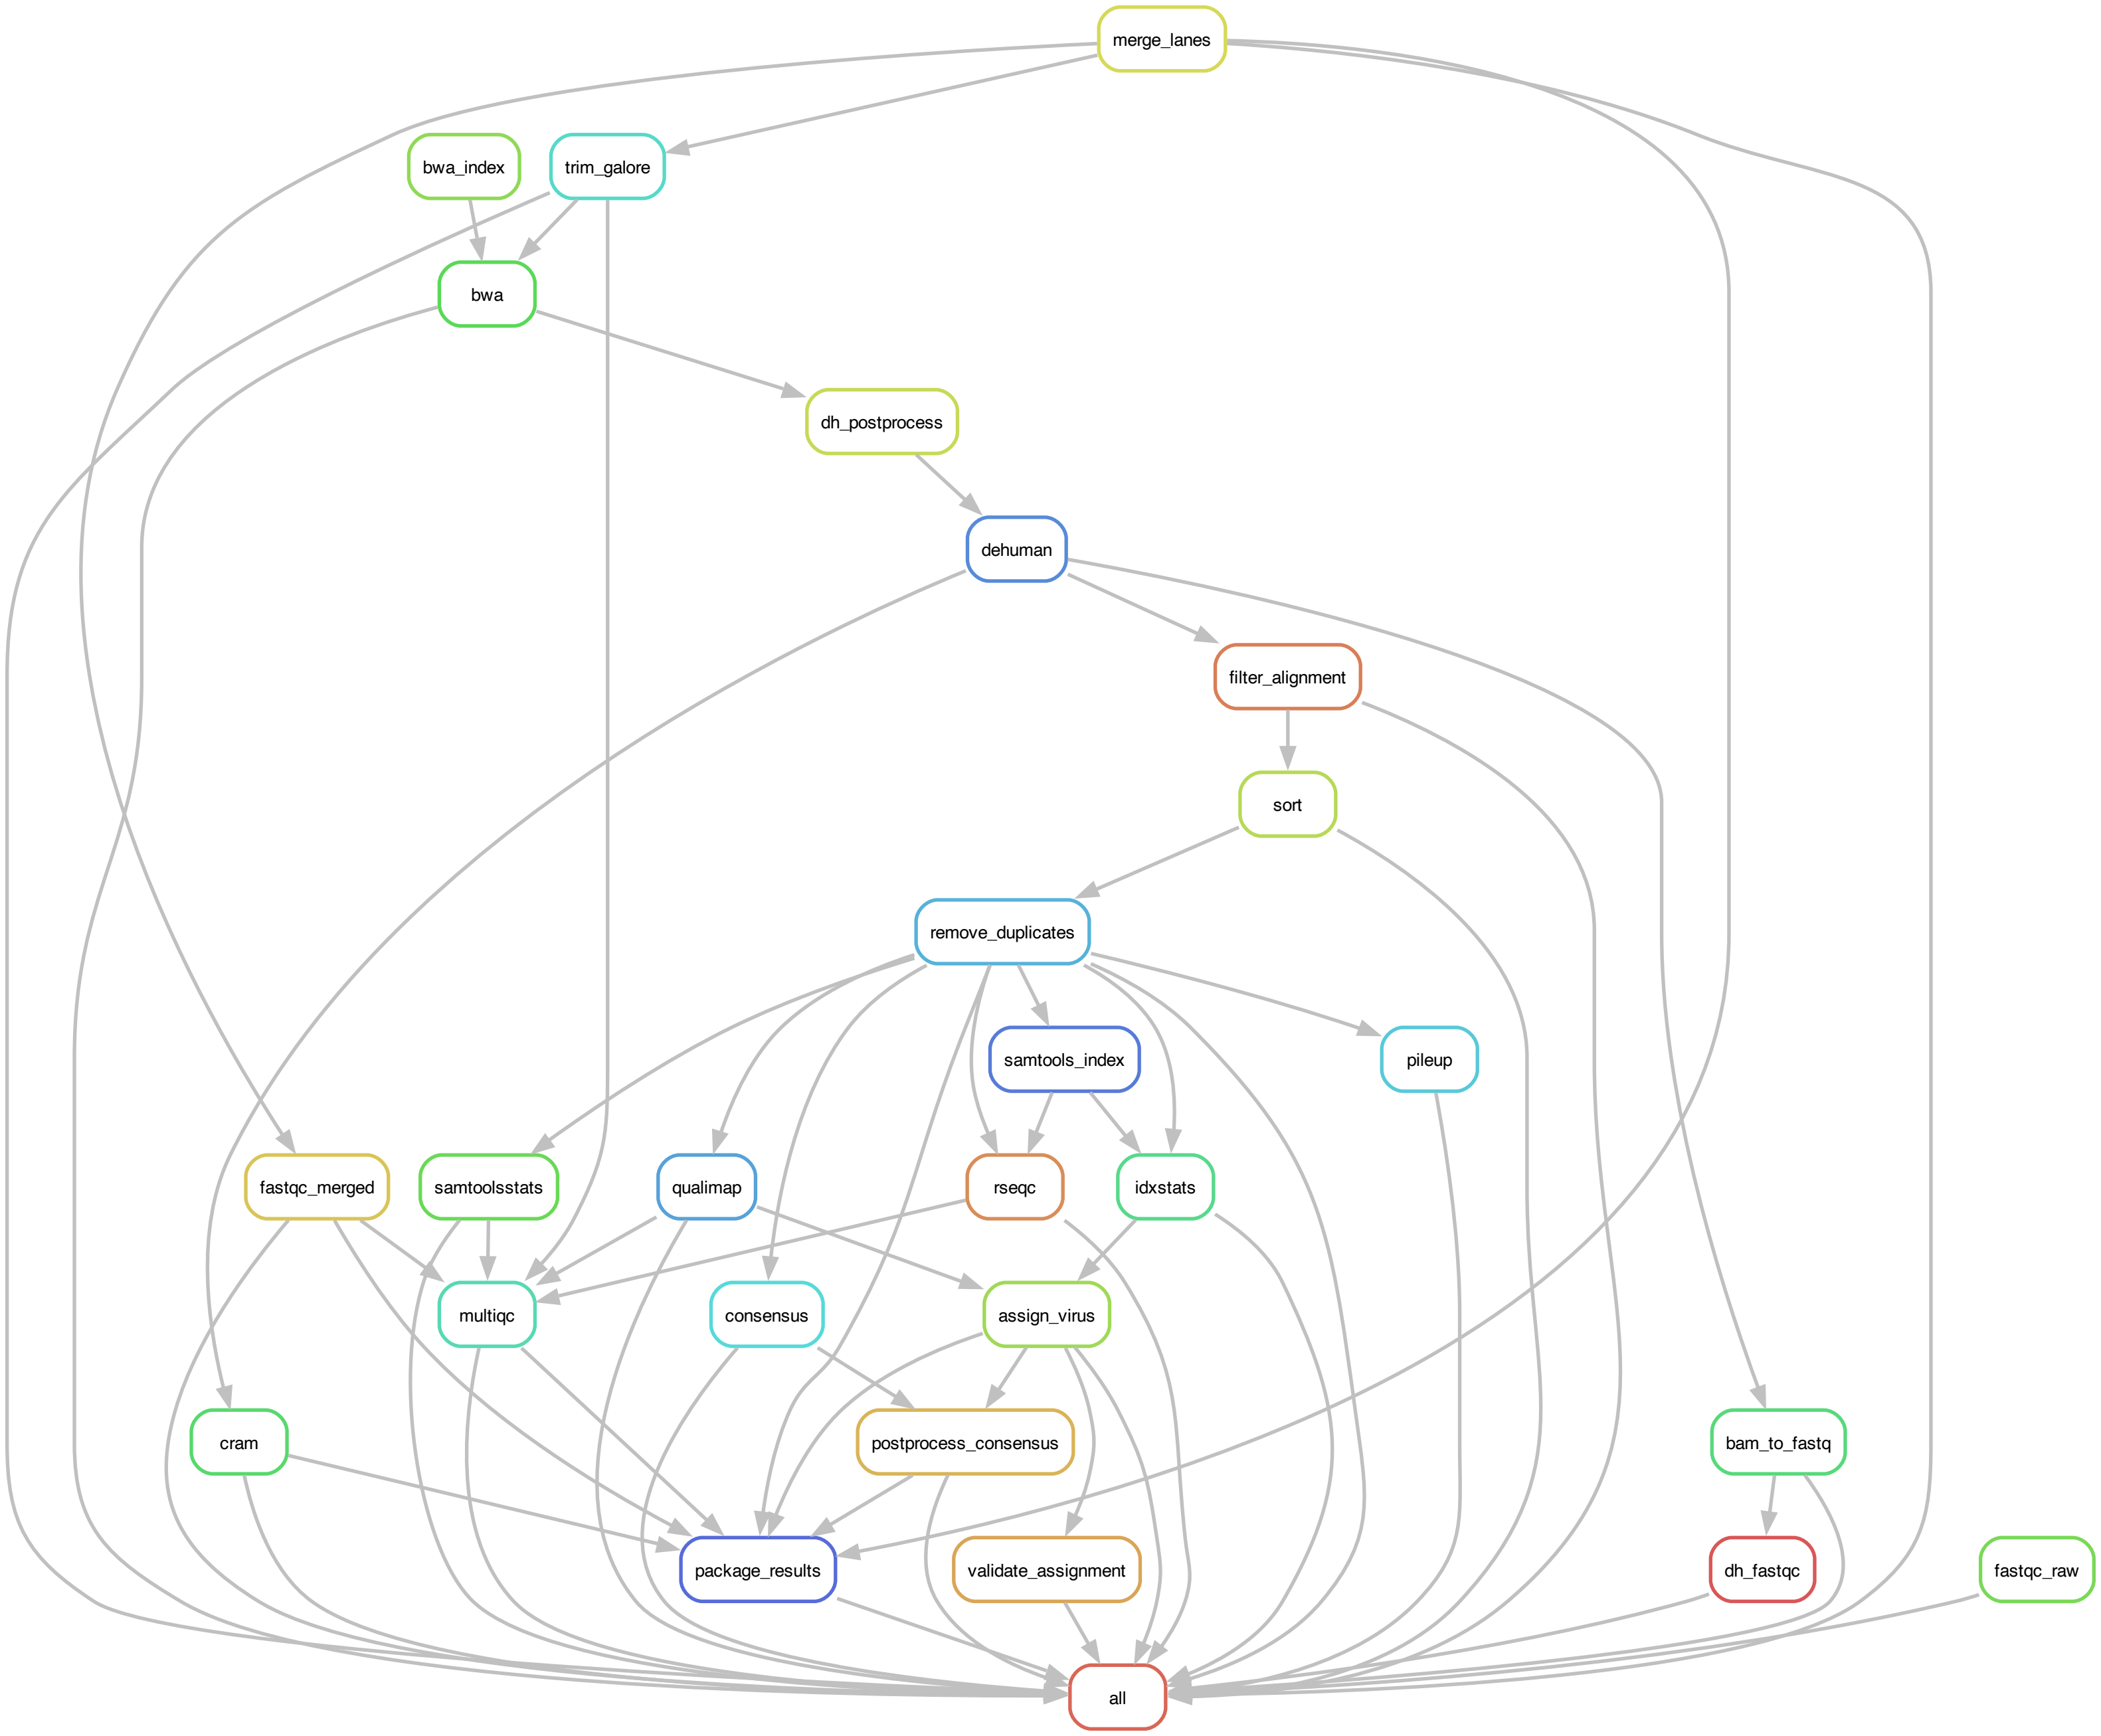 merge_lanes
bwa_index
trim_galore
bwa
dh_postprocess
dehuman
filter_alignment
sort
remove_duplicates
samtools_index
pileup
fastqc_merged
samtoolsstats
qualimap
rseqc
idxstats
multiqc
consensus
assign_virus
cram
postprocess_consensus
bam_to_fastq
package_results
validate_assignment
dh_fastqc
fastqc_raw
all